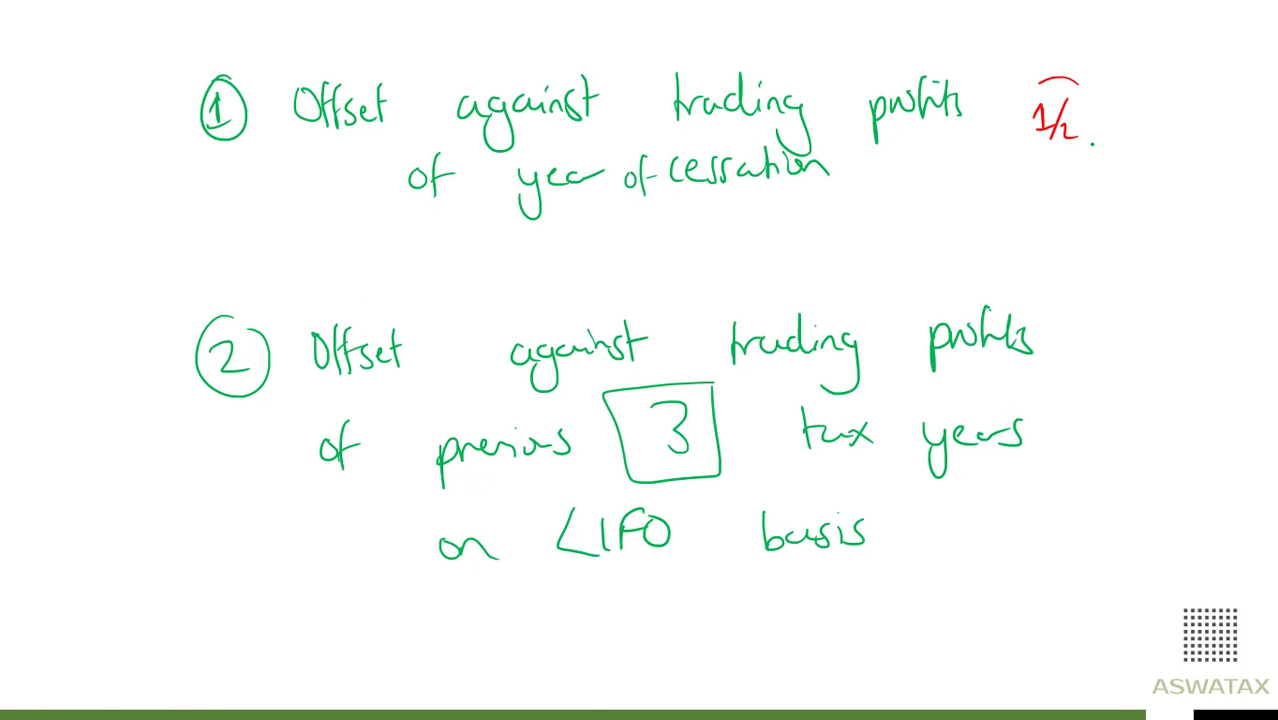 1 Offset against trading profits 1/2.
of year of cessation
2 Offset against trading profits
of previous 3 tax years
on LIFO basis
ASWATAX